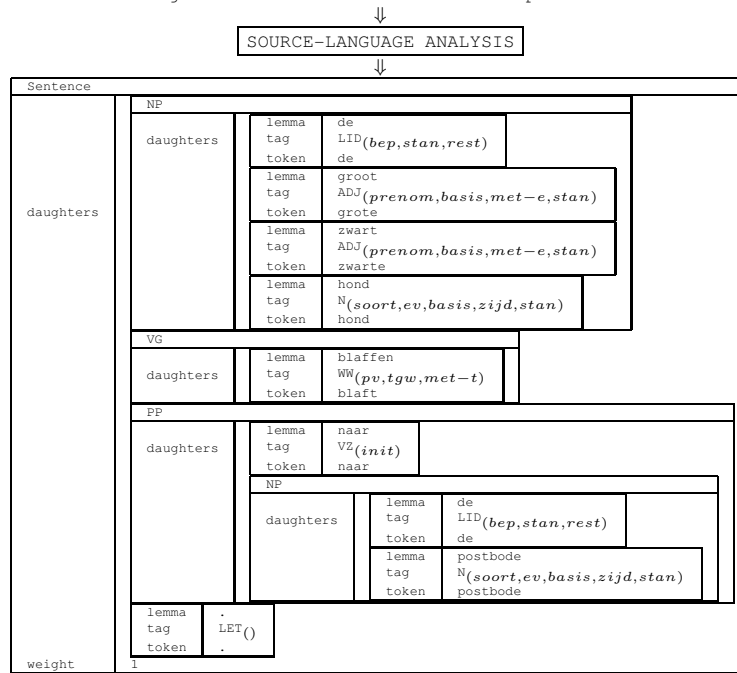 SOURCE-LANGUAGE ANALYSIS
Sentence
NP
lemma de
daughters tag LID(bep,stan,rest)
token de
lemma groot
tag ADJ(prenom,basis,met-e,stan)
daughters token grote
lemma zwart
tag ADJ(prenom,basis,met-e,stan)
token zwarte
lemma hond
tag N(soort,ev,basis,zijd,stan)
token hond
VG
lemma blaffen
daughters tag WW(pv,tgw,met-t)
token blaft
PP
lemma naar
daughters tag VZ(init)
token naar
NP
lemma de
daughters tag LID(bep,stan,rest)
token de
lemma postbode
tag N(soort,ev,basis,zijd,stan)
token postbode
lemma .
tag LET()
token .
weight 1